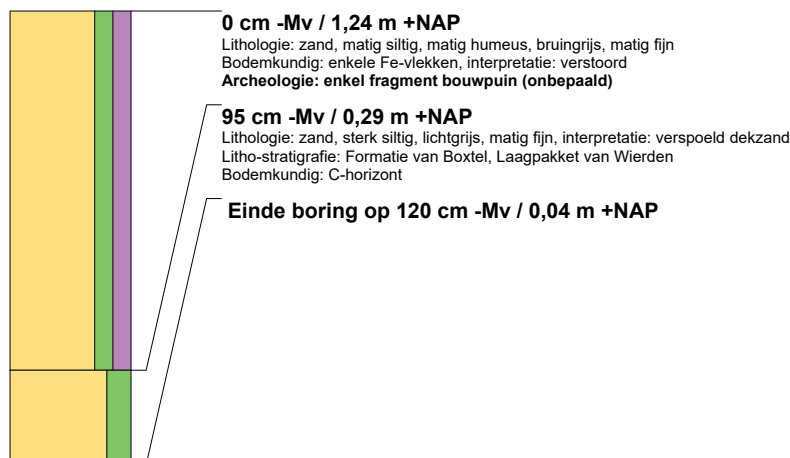 0 cm -Mv / 1,24 m +NAP
Lithologie: zand, matig siltig, matig humeus, bruingrijs, matig fijn
Bodemkundig: enkele Fe-vlekken, interpretatie: verstoord
Archeologie: enkel fragment bouwpuin (onbepaald)
95 cm -Mv / 0,29 m +NAP
Lithologie: zand, sterk siltig, lichtgrijs, matig fijn, interpretatie: verspoeld dekzand
Litho-stratigrafie: Formatie van Boxtel, Laagpakket van Wierden
Bodemkundig: C-horizont
Einde boring op 120 cm -Mv / 0,04 m +NAP